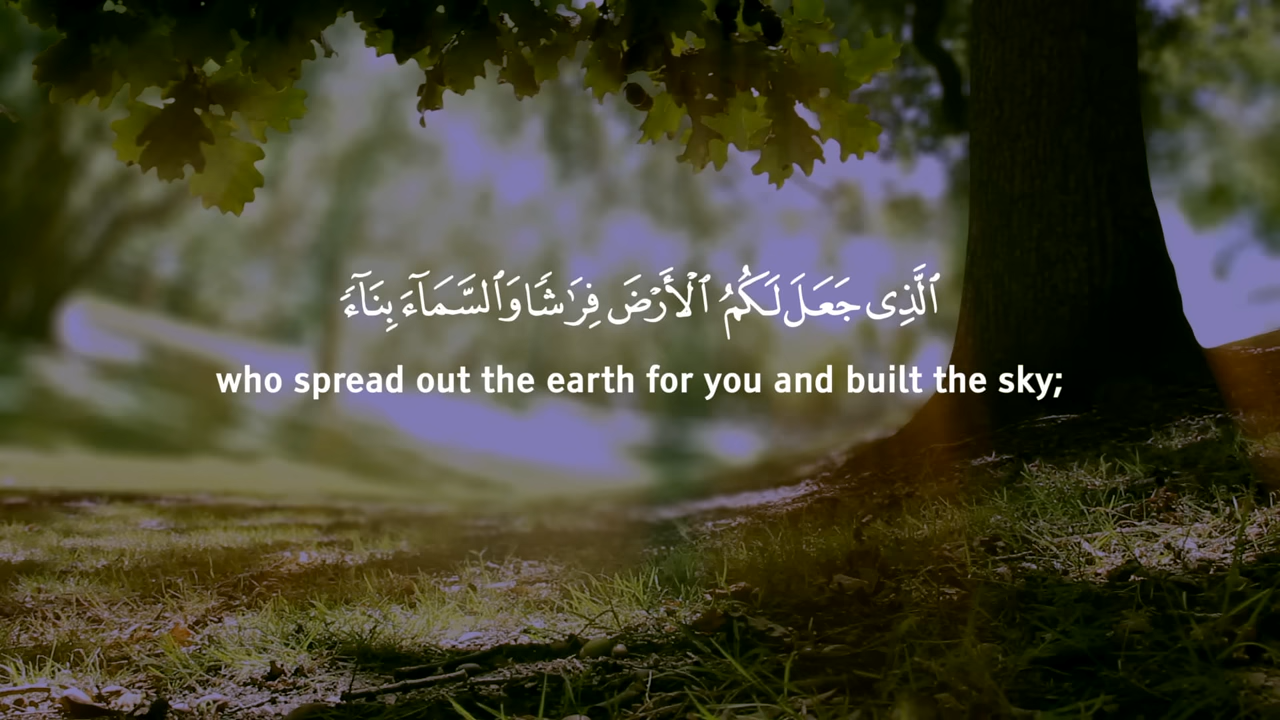 ٱلَّذِى جَعَلَ لَكُمُ ٱلْأَرْضَ فِرَٰشًا وَٱلسَّمَآءَ بِنَآءً
who spread out the earth for you and built the sky;